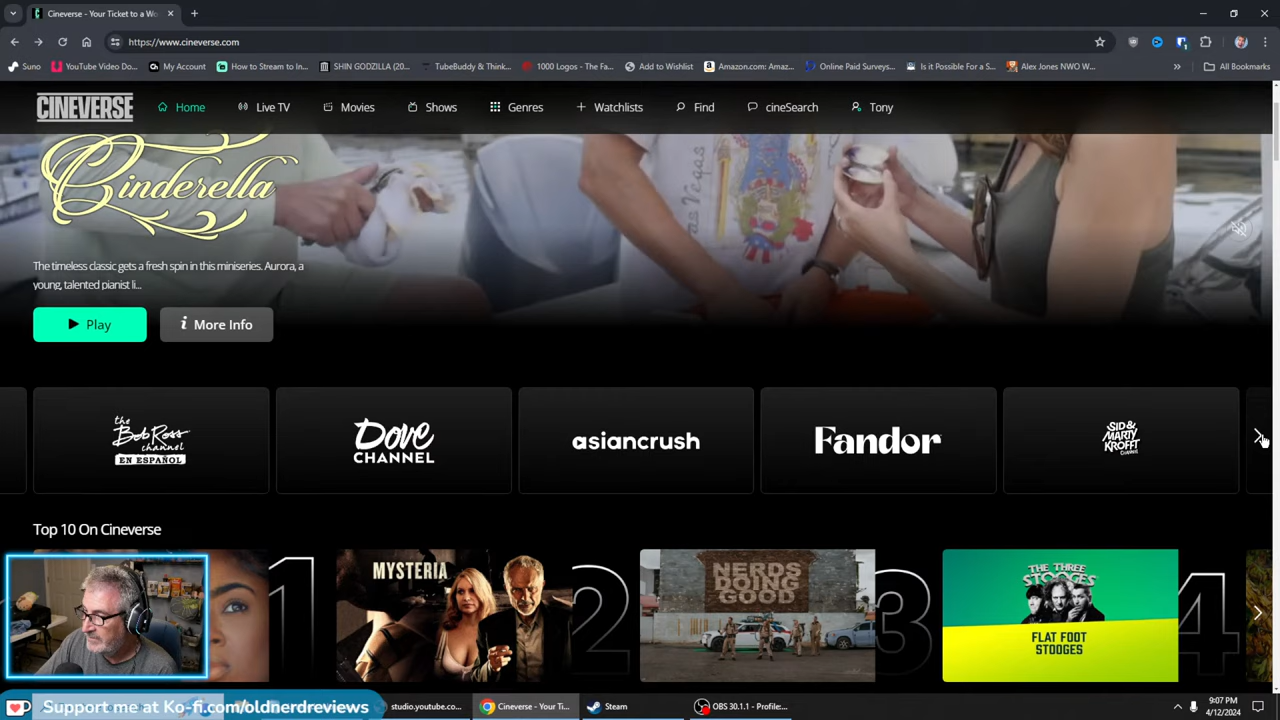 Cineverse - Your Ticket to a Wo
https://www.cineverse.com
Suno
YouTube Video Do...
My Account
How to Stream to In...
SHIN GODZILLA (20...
TubeBuddy & Think...
1000 Logos - The Fa...
Add to Wishlist
Amazon.com: Amaz...
Online Paid Surveys...
Is it Possible For a S...
Alex Jones NWO W...
»
All Bookmarks
CINEVERSE
Home
Live TV
Movies
Shows
Genres
Watchlists
Find
cineSearch
Tony
Cinderella
The timeless classic gets a fresh spin in this miniseries. Aurora, a
young, talented pianist li...
Play
More Info
the
Bob Ross
channel
EN ESPAÑOL
Dove
CHANNEL
asiancrush
Fandor
SID &
MARTY
KROFFT
CHANNEL
Top 10 On Cineverse
1
MYSTERIA
2
NERDS
DOING
GOOD
3
THE THREE
STOOGES
FLAT FOOT
STOOGES
4
Support me at Ko-fi.com/oldnerdreviews
studio.youtube.co...
Cineverse - Your Ti...
Steam
OBS 30.1.1 - Profile:...
9:07 PM
4/12/2024